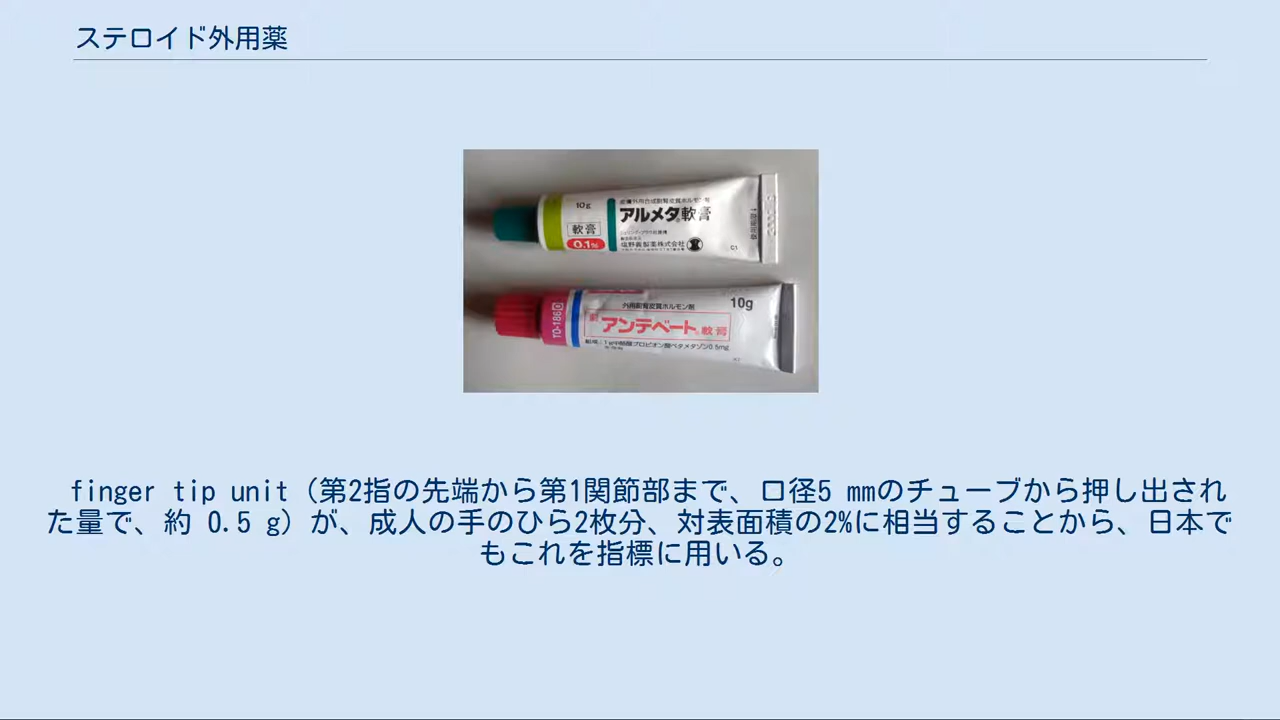 ステロイド外用薬
10g
アルメタ軟膏
軟膏
0.1%
塩野義製薬株式会社
外用副腎皮質ホルモン剤
10g
TO-186
アンテベート軟膏
finger tip unit（第2指の先端から第1関節部まで、口径5 mmのチューブから押し出され
た量で、約 0.5 g）が、成人の手のひら2枚分、対表面積の2%に相当することから、日本で
もこれを指標に用いる。